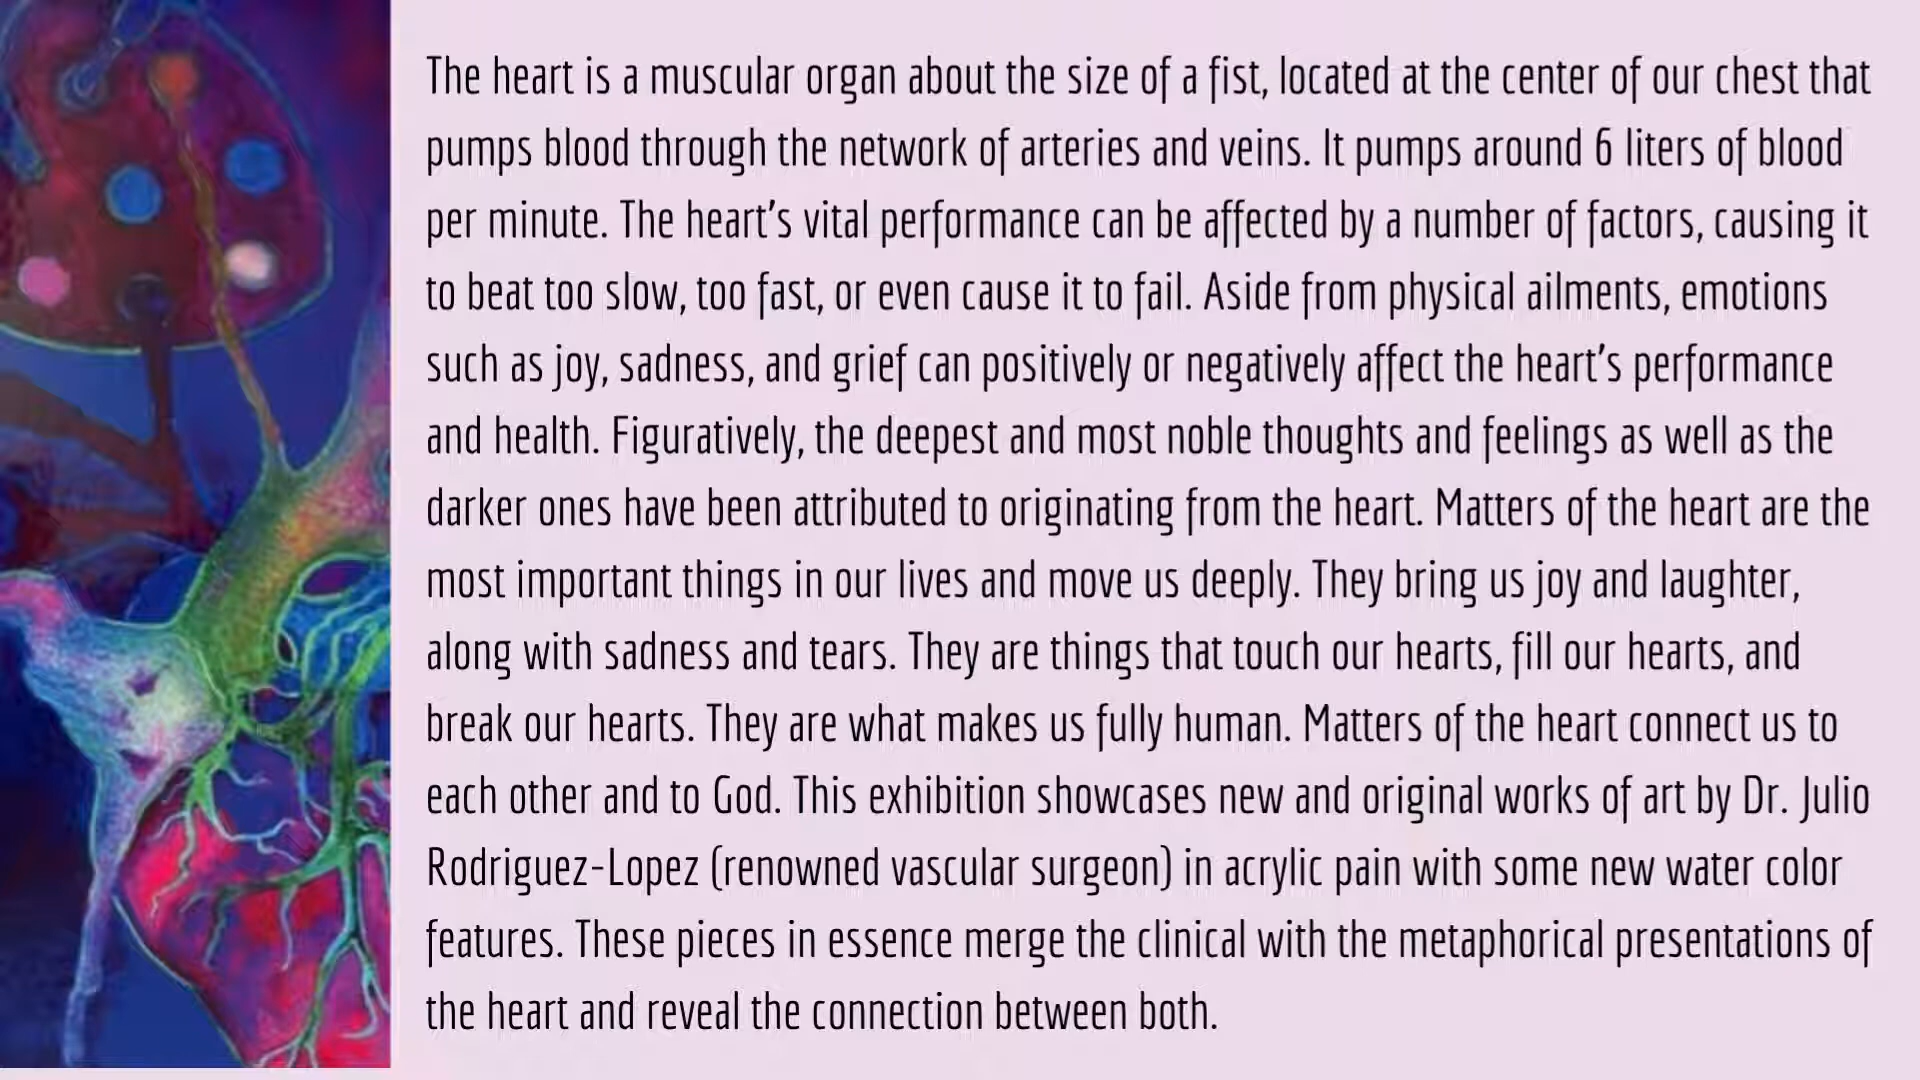 The heart is a muscular organ about the size of a fist, located at the center of our chest that
pumps blood through the network of arteries and veins. It pumps around 6 liters of blood
per minute. The heart’s vital performance can be affected by a number of factors, causing it
to beat too slow, too fast, or even cause it to fail. Aside from physical ailments, emotions
such as joy, sadness, and grief can positively or negatively affect the heart’s performance
and health. Figuratively, the deepest and most noble thoughts and feelings as well as the
darker ones have been attributed to originating from the heart. Matters of the heart are the
most important things in our lives and move us deeply. They bring us joy and laughter,
along with sadness and tears. They are things that touch our hearts, fill our hearts, and
break our hearts. They are what makes us fully human. Matters of the heart connect us to
each other and to God. This exhibition showcases new and original works of art by Dr. Julio
Rodriguez-Lopez (renowned vascular surgeon) in acrylic pain with some new water color
features. These pieces in essence merge the clinical with the metaphorical presentations of
the heart and reveal the connection between both.